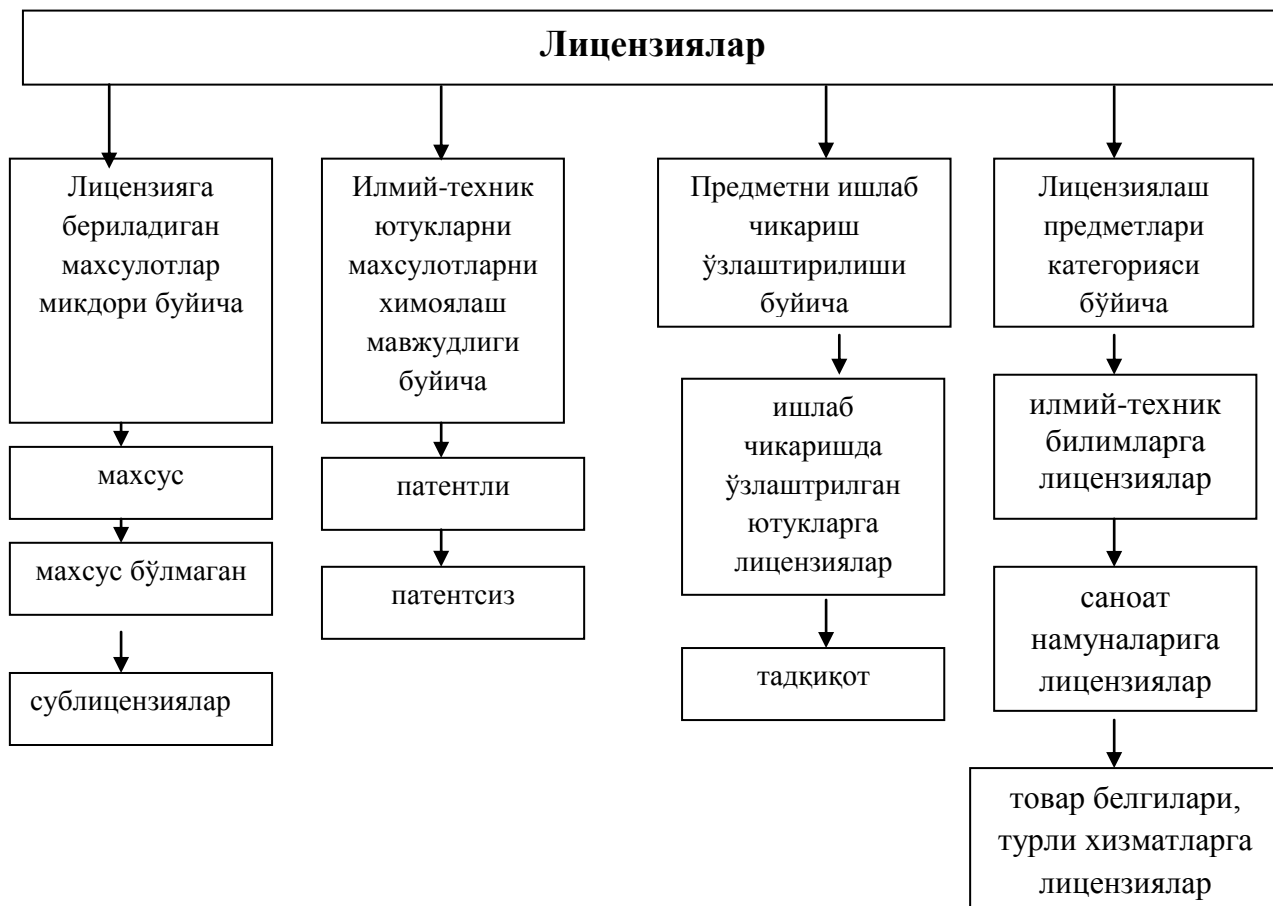 Лицензиялар
Лицензияга
бериладиган
махсулотлар
микдори буйича
махсус
махсус бўлмаган
сублицензиялар
Илмий-техник
ютукларни
махсулотларни
химоялаш
мавжудлиги
буйича
патентли
патентсиз
Предметни ишлаб
чикариш
ўзлаштирилиши
буйича
ишлаб
чикаришда
ўзлаштрилган
ютукларга
лицензиялар
тадқиқот
Лицензиялаш
предметлари
категорияси
бўйича
илмий-техник
билимларга
лицензиялар
саноат
намуналарига
лицензиялар
товар белгилари,
турли хизматларга
лицензиялар